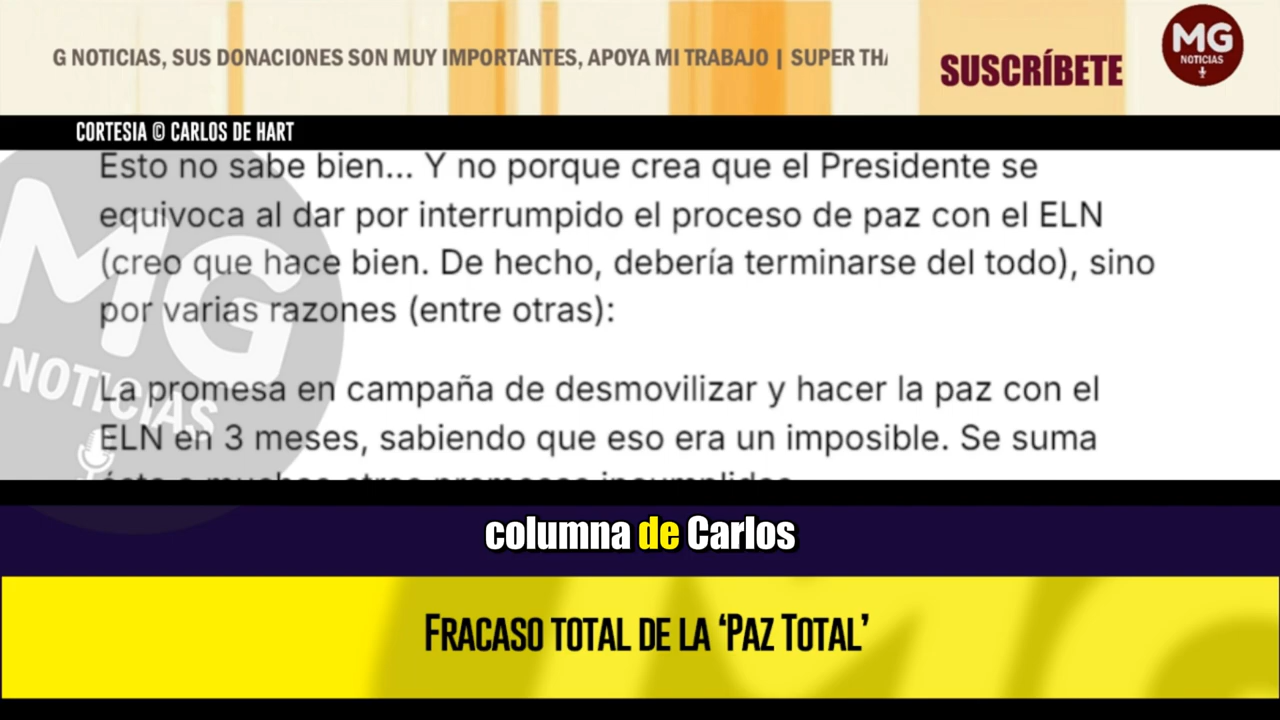 G NOTICIAS, SUS DONACIONES SON MUY IMPORTANTES, APOYA MI TRABAJO | SUPER
SUSCRÍBETE
MG
NOTICIAS
CORTESIA © CARLOS DE HART
Esto no sabe bien... Y no porque crea que el Presidente se
equivoca al dar por interrumpido el proceso de paz con el ELN
(creo que hace bien. De hecho, debería terminarse del todo), sino
por varias razones (entre otras):
La promesa en campaña de desmovilizar y hacer la paz con el
ELN en 3 meses, sabiendo que eso era un imposible. Se suma
MG
NOTICIAS
columna de Carlos
FRACASO TOTAL DE LA ‘PAZ TOTAL’